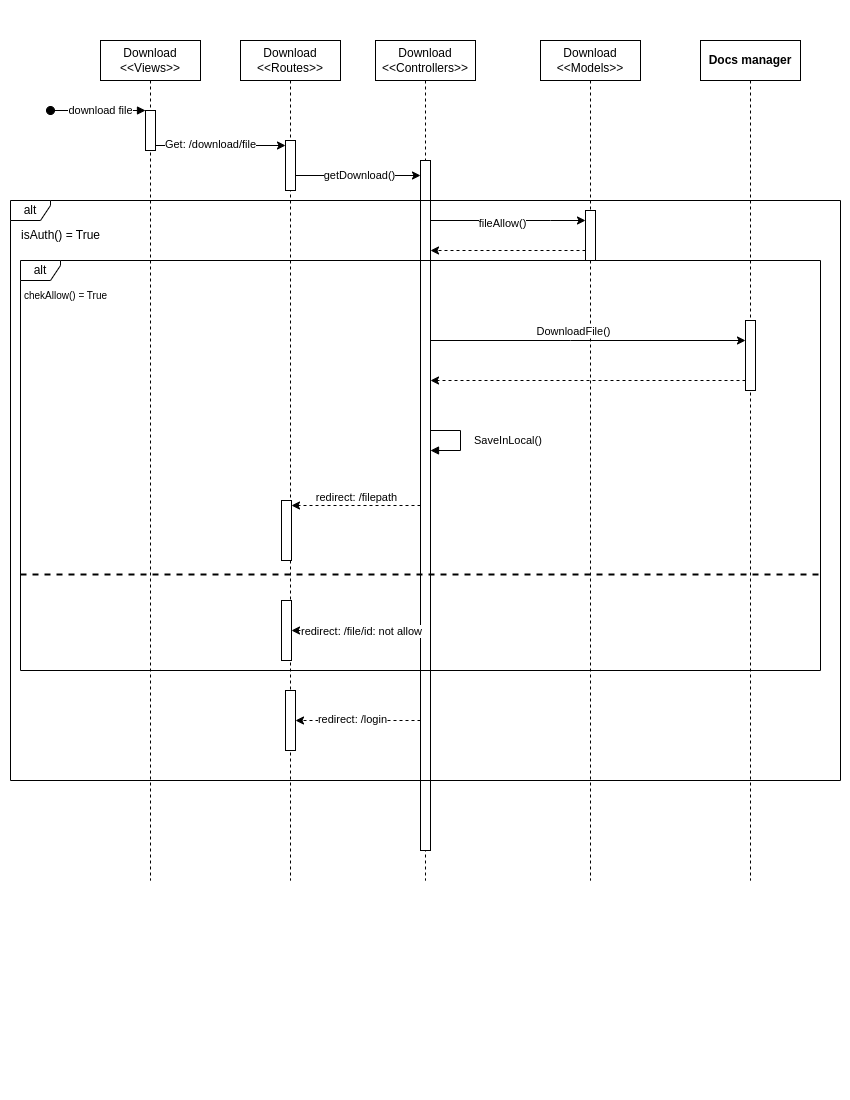 Download
<<Views>>
Download
<<Routes>>
Download
<<Controllers>>
Download
<<Models>>
Docs manager
download file
Get: /download/file
getDownload()
alt
isAuth() = True
fileAllow()
alt
chekAllow() = True
DownloadFile()
SaveInLocal()
redirect: /filepath
redirect: /file/id: not allow
redirect: /login